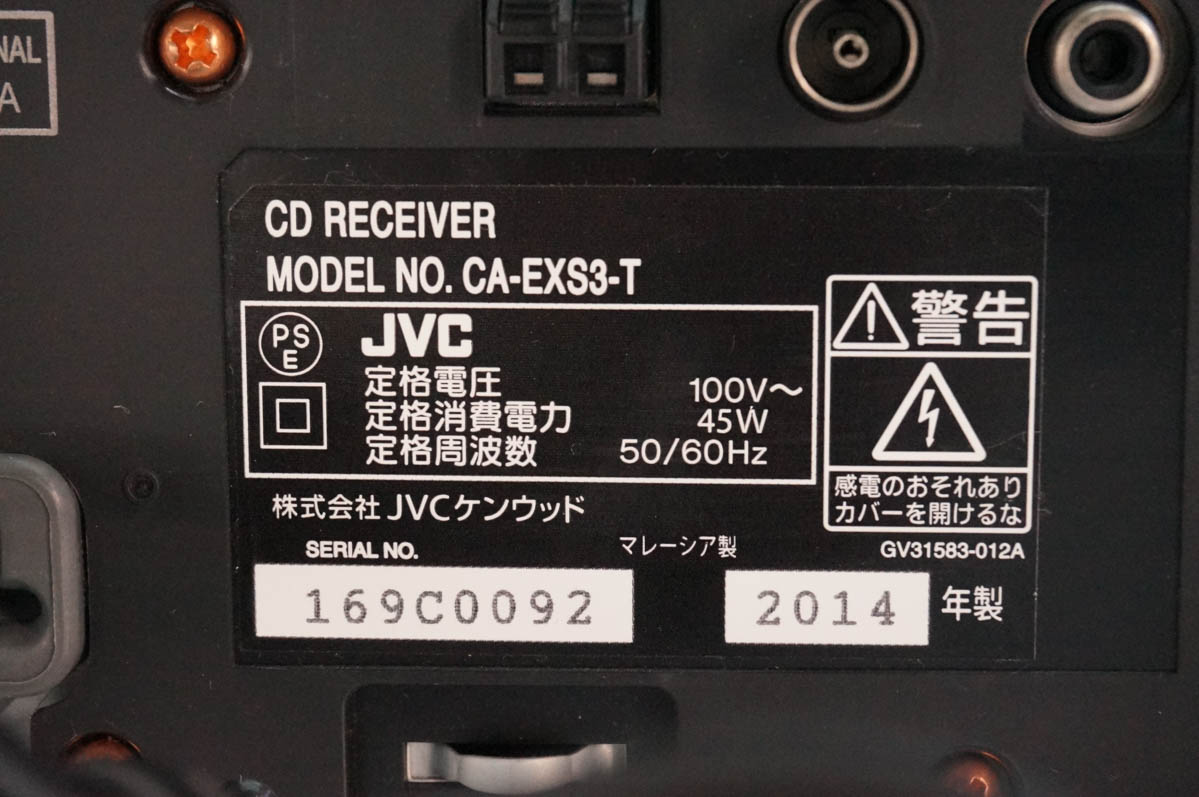 NAL
A
CD RECEIVER
MODEL NO. CA-EXS3-T
PS
E
JVC
定格電圧 100V～
定格消費電力 45W
定格周波数 50/60Hz
警告
感電のおそれあり
カバーを開けるな
株式会社 JVCケンウッド
SERIAL NO.
マレーシア製
GV31583-012A
169C0092
2014 年製